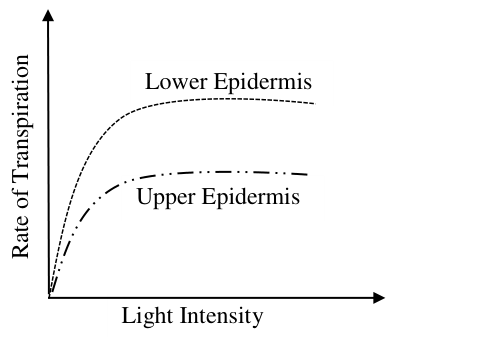 Lower Epidermis
Rate of Transpiration
Upper Epidermis
Light Intensity